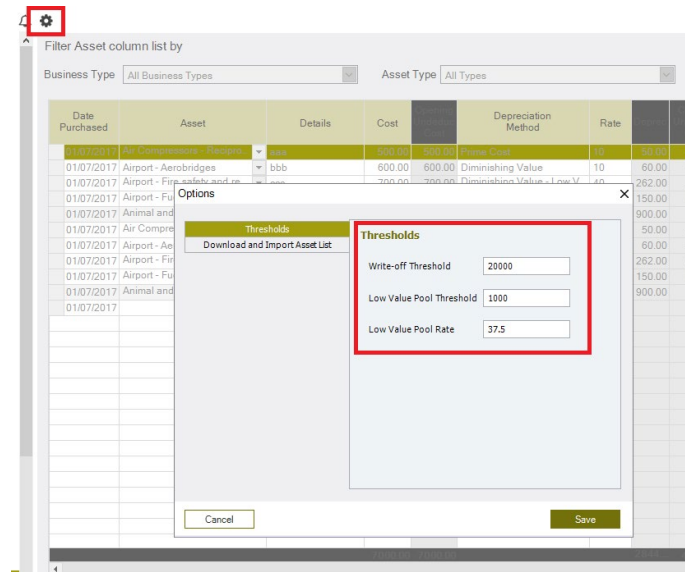 Filter Asset column list by
Business Type All Business Types Asset Type All Types
Date Purchased Asset Details Cost Depreciation Method Rate
01/07/2017 Air Compressors - Recipro. aaa 500.00 500.00 Prime Cost 10 50.00
01/07/2017 Airport - Aerobridges bbb 600.00 600.00 Diminishing Value 10 60.00
01/07/2017 Airport - Fire safety and re 700.00 700.00 Diminishing Value - Low V 40 262.00
01/07/2017 Airport - Fu 150.00
01/07/2017 Animal and 900.00
01/07/2017 Air Compre 50.00
01/07/2017 Airport - Ae 60.00
01/07/2017 Airport - Fir 262.00
01/07/2017 Airport - Fu 150.00
01/07/2017 Animal and 900.00
01/07/2017
Options
Thresholds
Download and Import Asset List
Thresholds
Write-off Threshold 20000
Low Value Pool Threshold 1000
Low Value Pool Rate 37.5
Cancel Save